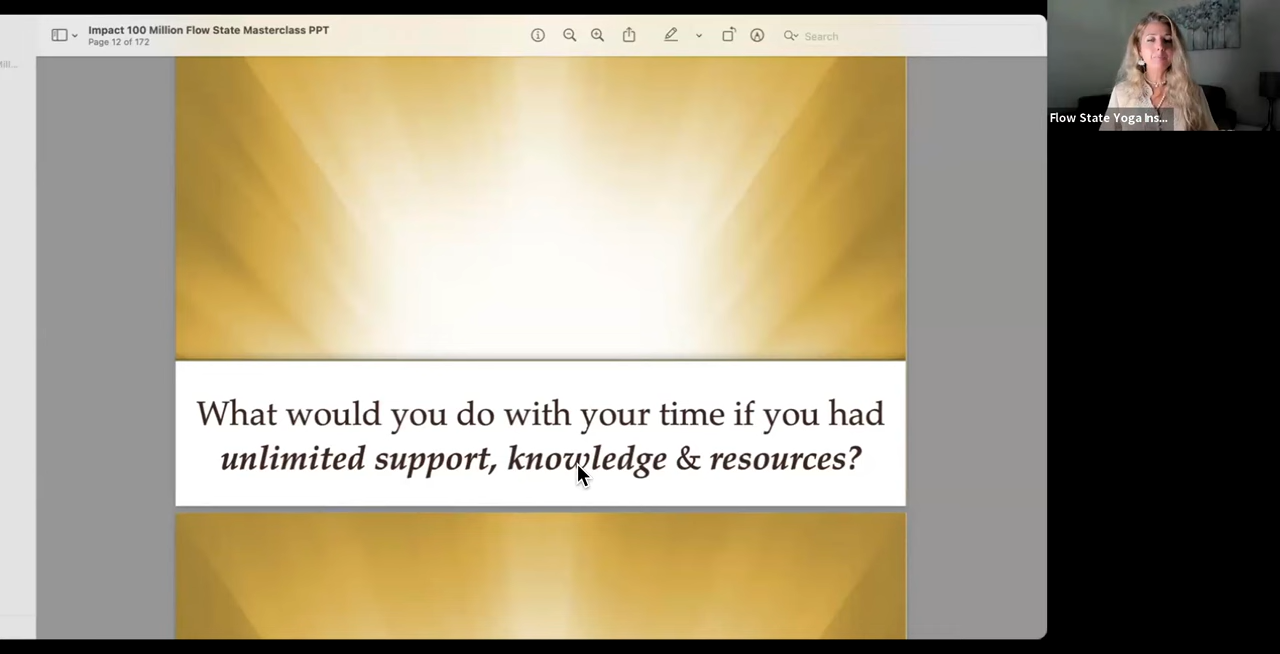 Impact 100 Million Flow State Masterclass PPT
Page 12 of 172
Search
Flow State Yoga Ins...
What would you do with your time if you had
unlimited support, knowledge & resources?